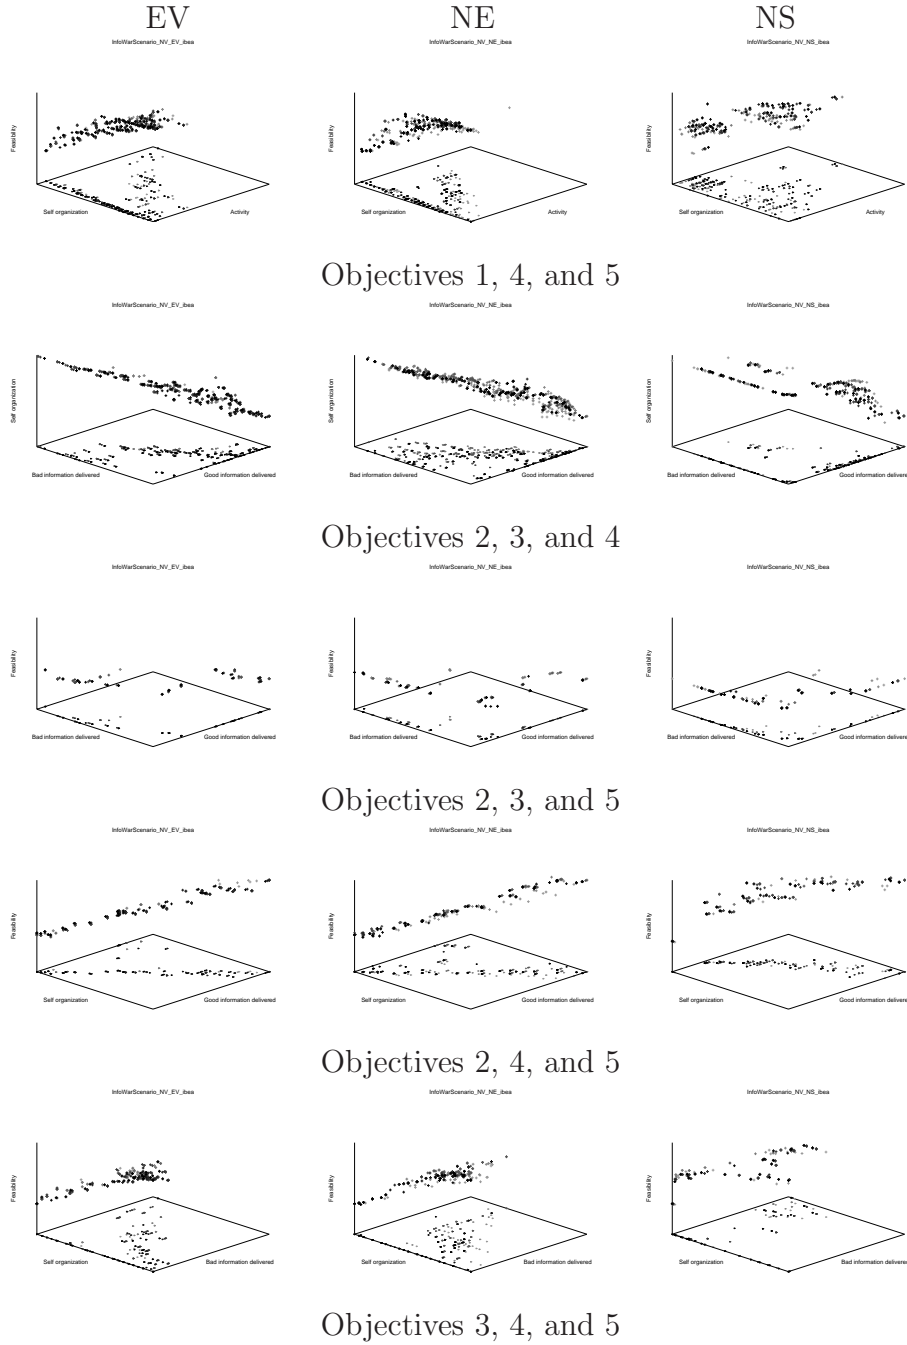 EV NE NS
InfoWarScenario_NV_EV_ibea InfoWarScenario_NV_NE_ibea InfoWarScenario_NV_NS_ibea
Feasibility Feasibility Feasibility
Self organization Activity Self organization Activity Self organization Activity
Objectives 1, 4, and 5
InfoWarScenario_NV_EV_ibea InfoWarScenario_NV_NE_ibea InfoWarScenario_NV_NS_ibea
Self organization Self organization Self organization
Bad information delivered Good information delivered Bad information delivered Good information delivered Bad information delivered Good information delivere
Objectives 2, 3, and 4
InfoWarScenario_NV_EV_ibea InfoWarScenario_NV_NE_ibea InfoWarScenario_NV_NS_ibea
Feasibility Feasibility Feasibility
Bad information delivered Good information delivered Bad information delivered Good information delivered Bad information delivered Good information delivere
Objectives 2, 3, and 5
InfoWarScenario_NV_EV_ibea InfoWarScenario_NV_NE_ibea InfoWarScenario_NV_NS_ibea
Feasibility Feasibility Feasibility
Self organization Good information delivered Self organization Good information delivered Self organization Good information delivere
Objectives 2, 4, and 5
InfoWarScenario_NV_EV_ibea InfoWarScenario_NV_NE_ibea InfoWarScenario_NV_NS_ibea
Feasibility Feasibility Feasibility
Self organization Bad information delivered Self organization Bad information delivered Self organization Bad information delivered
Objectives 3, 4, and 5